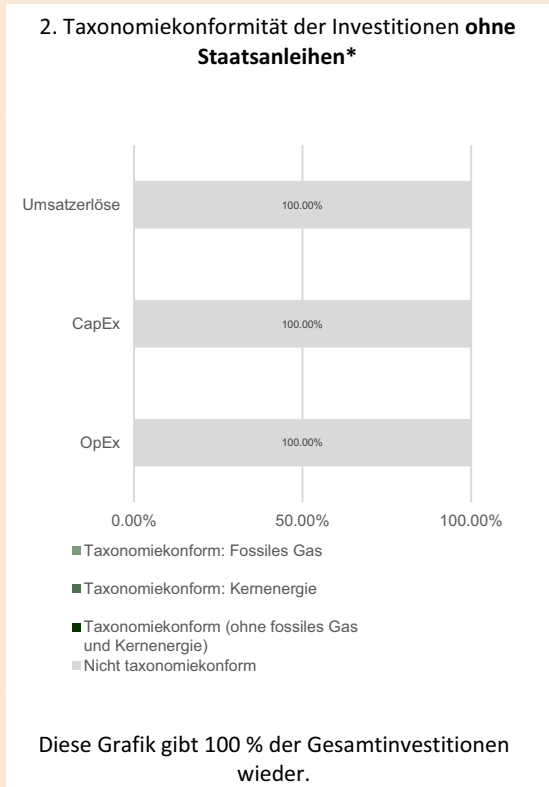 2. Taxonomiekonformität der Investitionen ohne
Staatsanleihen*
Umsatzerlöse
100.00%
CapEx
100.00%
OpEx
100.00%
0.00%
50.00%
100.00%
Taxonomiekonform: Fossiles Gas
Taxonomiekonform: Kernenergie
Taxonomiekonform (ohne fossiles Gas
und Kernenergie)
Nicht taxonomiekonform
Diese Grafik gibt 100 % der Gesamtinvestitionen
wieder.